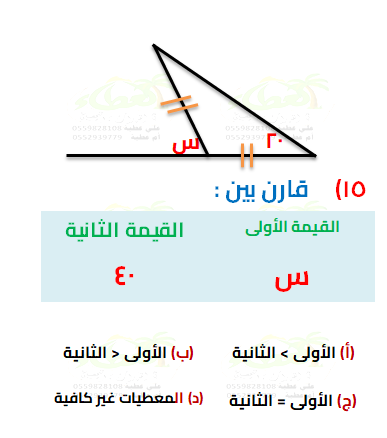 س
٢٠
١٥) قارن بين :
القيمة الأولى
القيمة الثانية
س
٤٠
(أ) الأولى > الثانية
(ب) الأولى < الثانية
(ج) الأولى = الثانية
(د) المعطيات غير كافية